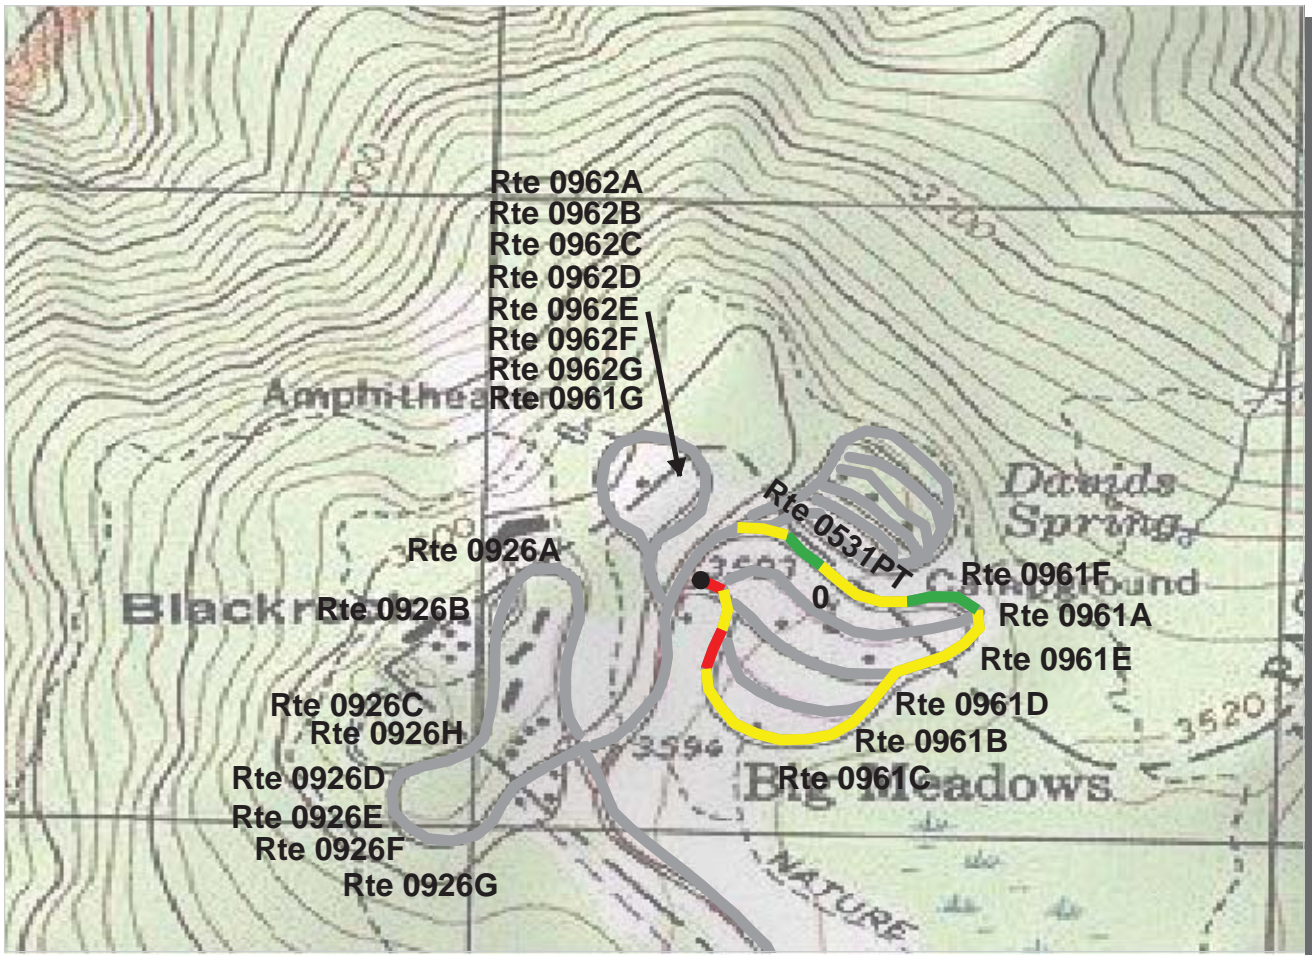 3700
Rte 0962A
Rte 0962B
Rte 0962C
Rte 0962D
Rte 0962E
Rte 0962F
Rte 0962G
Rte 0961G
Davids
Spring
Rte 0531PT
Rte 0926A
Campground
Rte 0961F
0
Rte 0926B
Rte 0961A
Rte 0961E
Rte 0926C
Rte 0961D
3520
Rte 0926H
Rte 0961B
3594
Rte 0926D
Rte 0961C
Big Meadows
Rte 0926E
Rte 0926F
Rte 0926G
NATURE